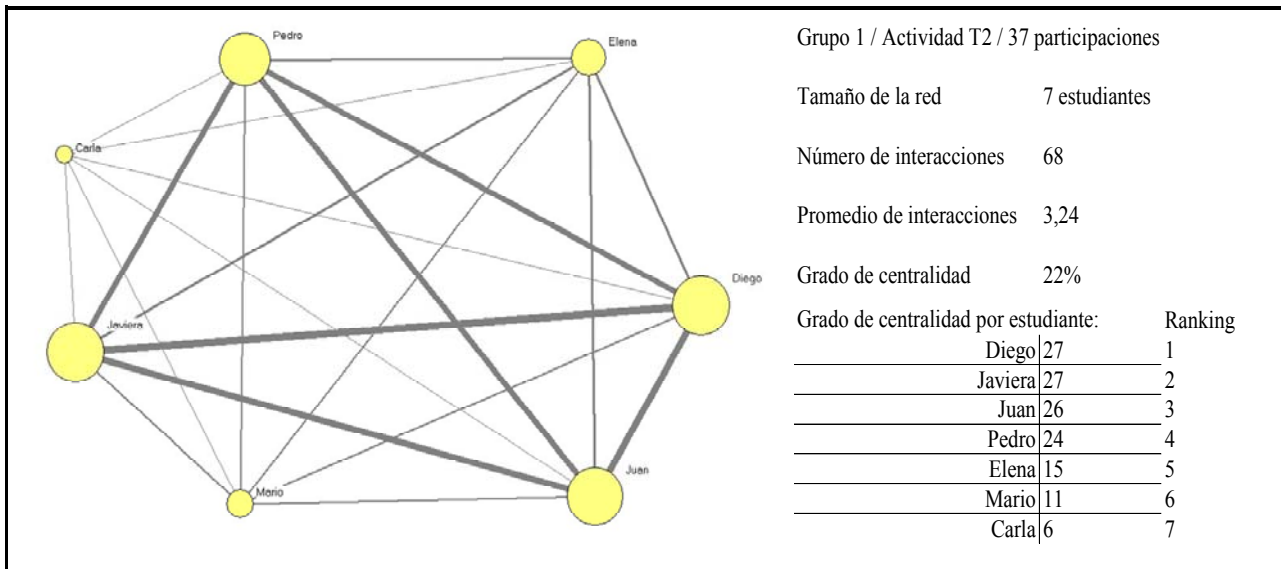 Pedro
Elena
Carla
Diego
Javiera
Juan
Mario
Grupo 1 / Actividad T2 / 37 participaciones
Tamaño de la red 7 estudiantes
Número de interacciones 68
Promedio de interacciones 3,24
Grado de centralidad 22%
Grado de centralidad por estudiante: Ranking
Diego 27 1
Javiera 27 2
Juan 26 3
Pedro 24 4
Elena 15 5
Mario 11 6
Carla 6 7